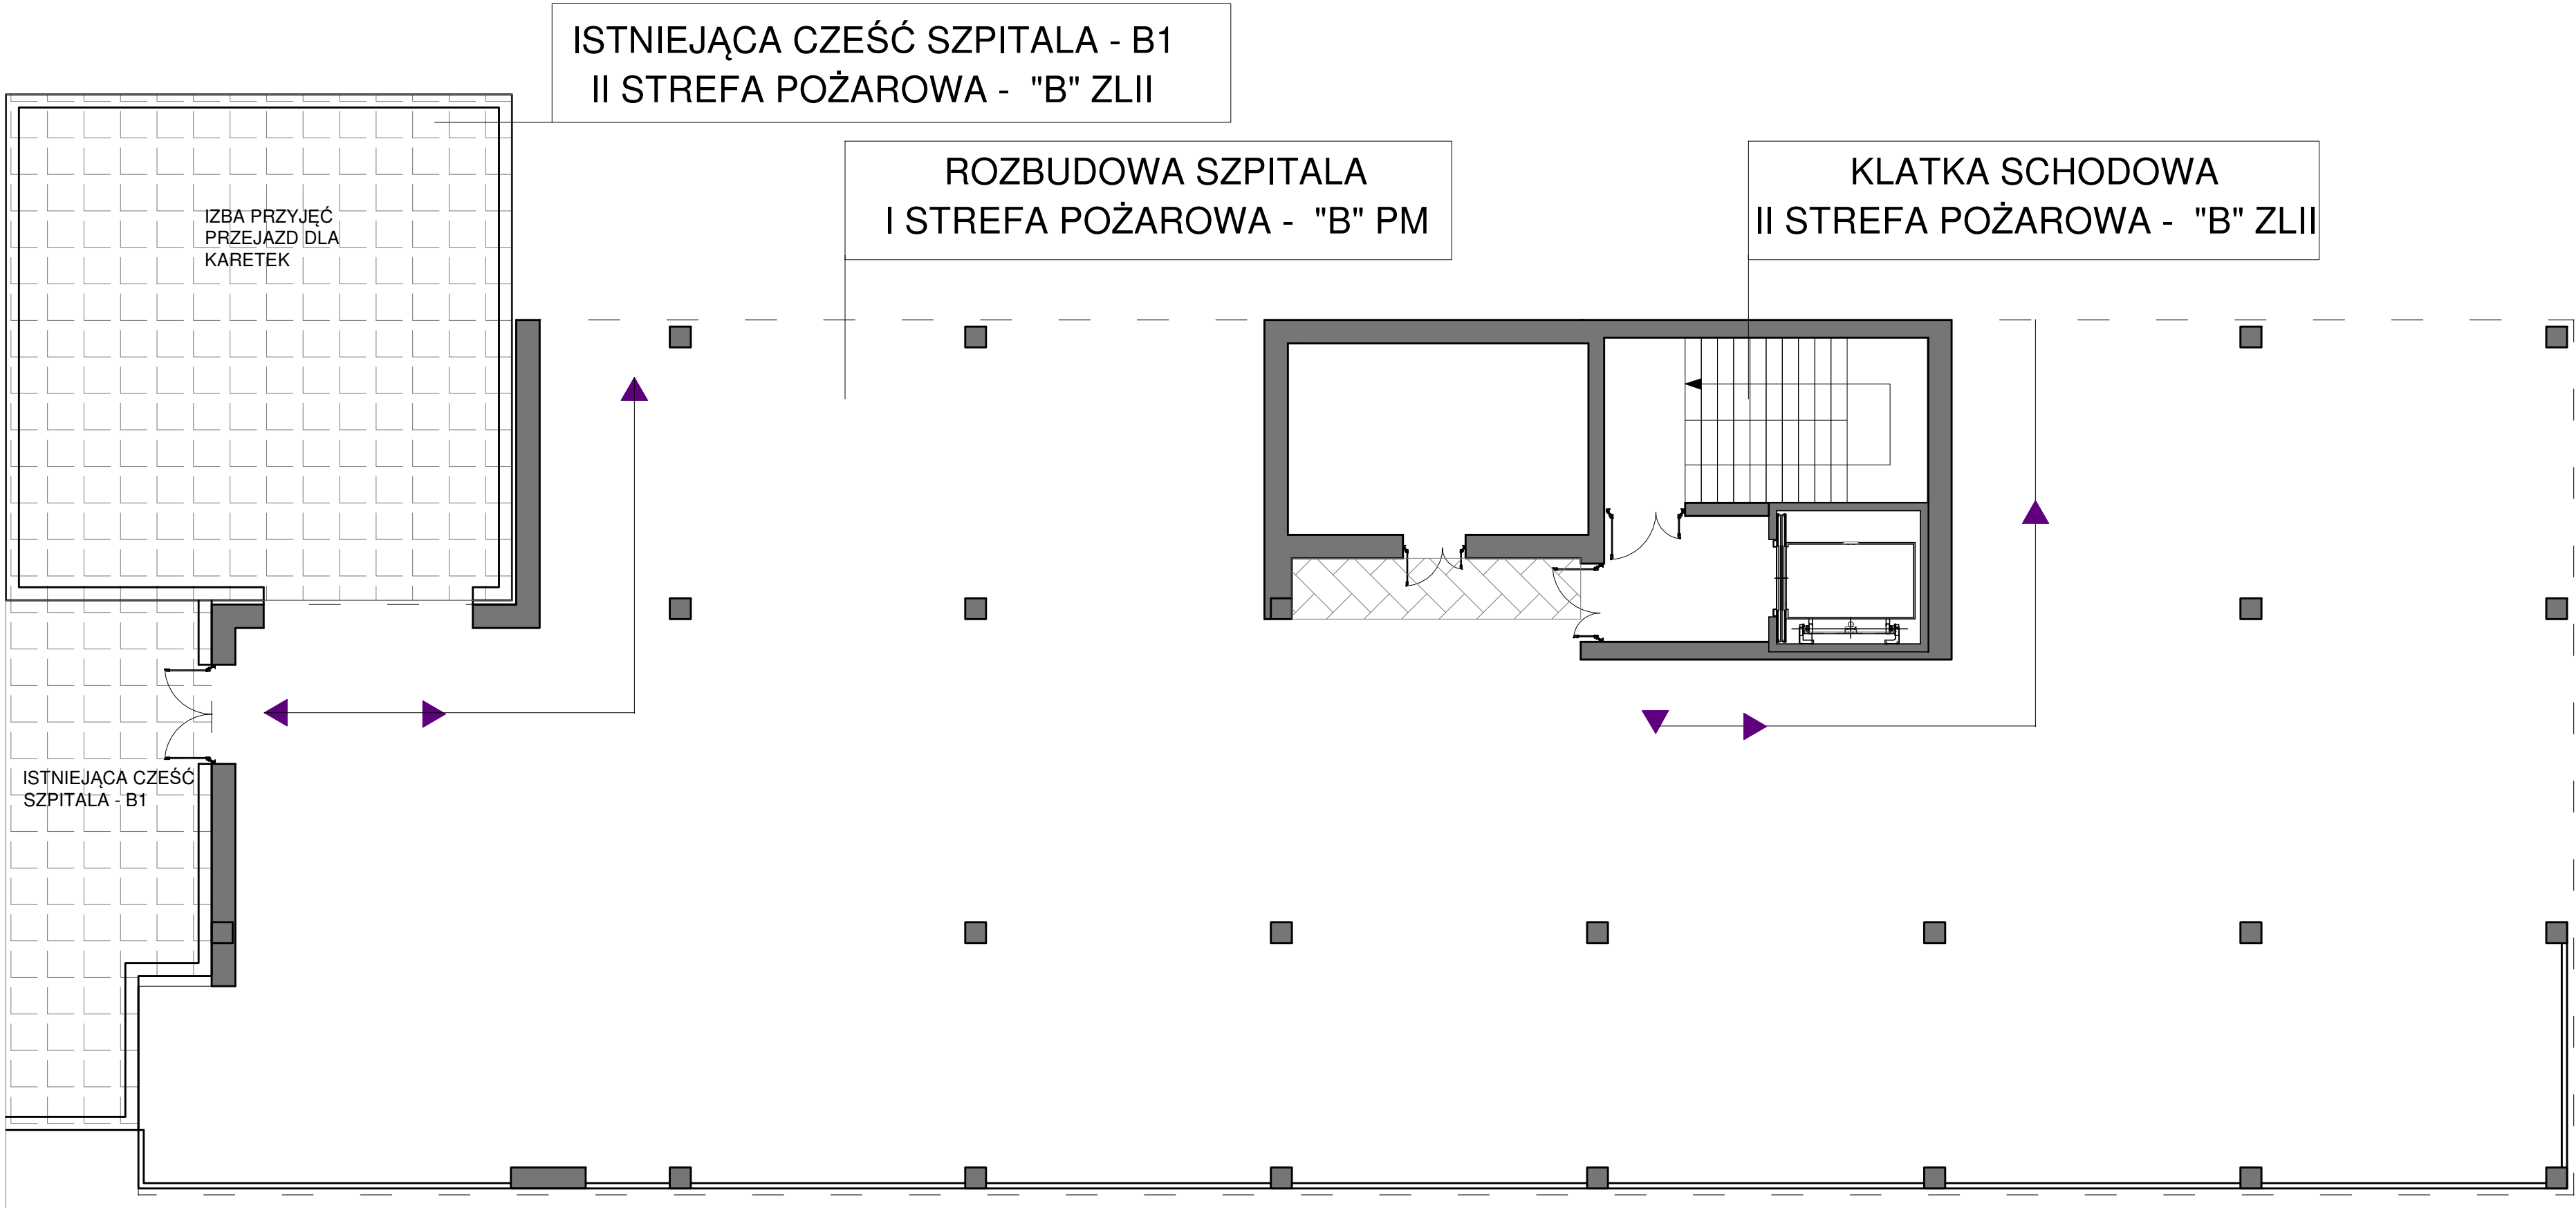 ISTNIEJĄCA CZEŚĆ SZPITALA - B1
II STREFA POŻAROWA - "B" ZLII
ROZBUDOWA SZPITALA
I STREFA POŻAROWA - "B" PM
KLATKA SCHODOWA
II STREFA POŻAROWA - "B" ZLII
IZBA PRZYJĘĆ
PRZEJAZD DLA
KARETEK
ISTNIEJĄCA CZEŚĆ
SZPITALA - B1